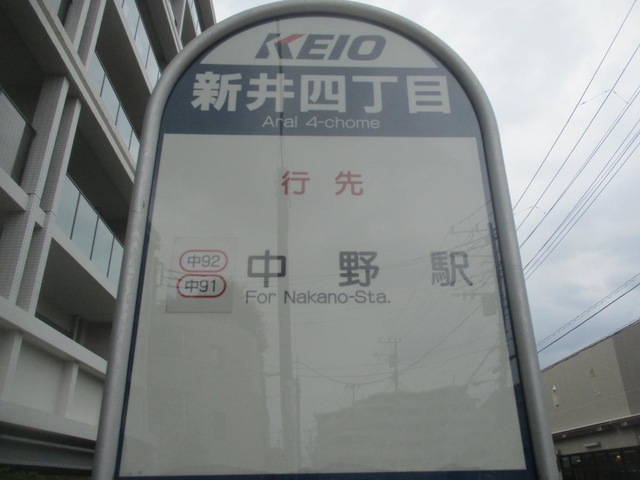 KEIO
新井四丁目
Arai 4-chome
行先
中92
中91
中野駅
For Nakano-Sta.